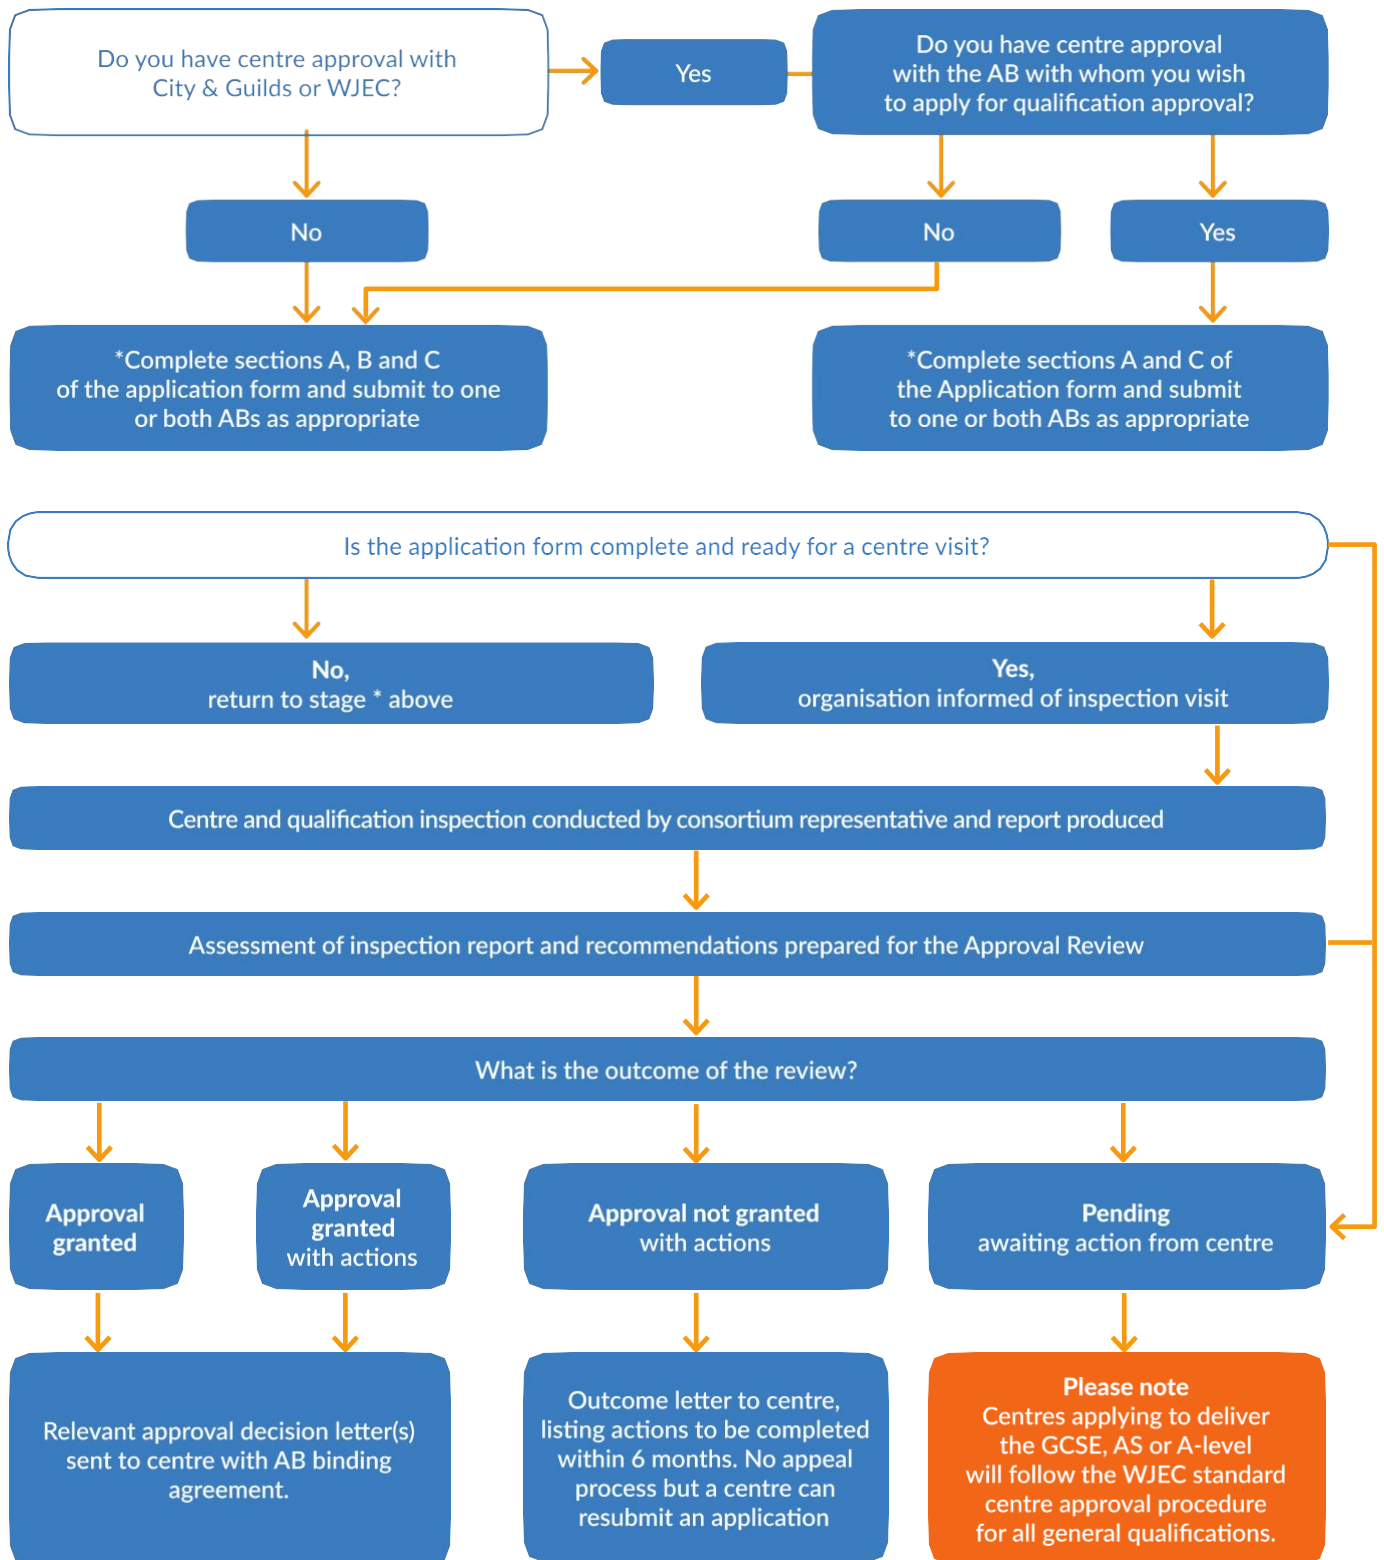 Do you have centre approval with
City & Guilds or WJEC?
Yes
Do you have centre approval
with the AB with whom you wish
to apply for qualification approval?
No
No
Yes
*Complete sections A, B and C
of the application form and submit to one
or both ABs as appropriate
*Complete sections A and C of
the Application form and submit
to one or both ABs as appropriate
Is the application form complete and ready for a centre visit?
No,
return to stage * above
Yes,
organisation informed of inspection visit
Centre and qualification inspection conducted by consortium representative and report produced
Assessment of inspection report and recommendations prepared for the Approval Review
What is the outcome of the review?
Approval
granted
Approval
granted
with actions
Approval not granted
with actions
Pending
awaiting action from centre
Relevant approval decision letter(s)
sent to centre with AB binding
agreement.
Outcome letter to centre,
listing actions to be completed
within 6 months. No appeal
process but a centre can
resubmit an application
Please note
Centres applying to deliver
the GCSE, AS or A-level
will follow the WJEC standard
centre approval procedure
for all general qualifications.